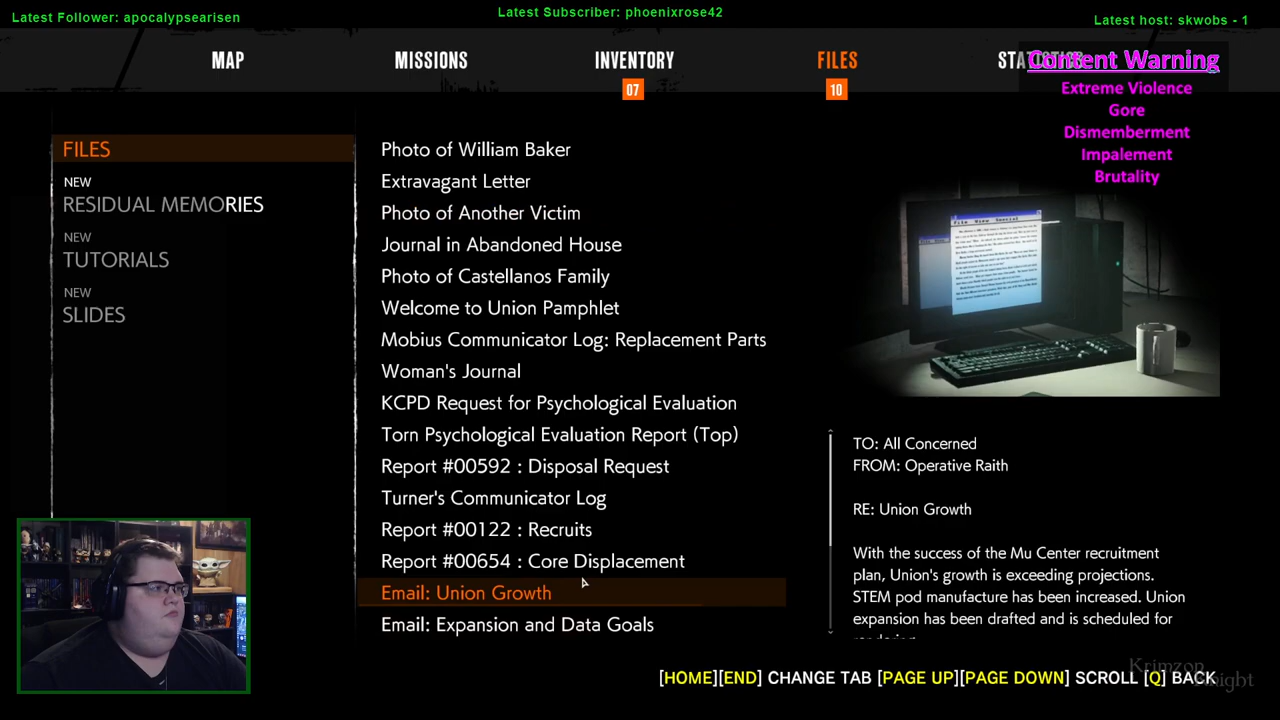 Latest Follower: apocalypsearisen
Latest Subscriber: phoenixrose42
Latest host: skwobs - 1
MAP
MISSIONS
INVENTORY
FILES
07
10
Content Warning
Extreme Violence
Gore
Dismemberment
Impalement
Brutality
FILES
NEW
RESIDUAL MEMORIES
NEW
TUTORIALS
NEW
SLIDES
Photo of William Baker
Extravagant Letter
Photo of Another Victim
Journal in Abandoned House
Photo of Castellanos Family
Welcome to Union Pamphlet
Mobius Communicator Log: Replacement Parts
Woman's Journal
KCPD Request for Psychological Evaluation
Torn Psychological Evaluation Report (Top)
Report #00592 : Disposal Request
Turner's Communicator Log
Report #00122 : Recruits
Report #00654 : Core Displacement
Email: Union Growth
Email: Expansion and Data Goals
File View Special
TO: All Concerned
FROM: Operative Raith
RE: Union Growth
With the success of the Mu Center recruitment
plan, Union's growth is exceeding projections.
STEM pod manufacture has been increased. Union
expansion has been drafted and is scheduled for
Krimzon
Knight
[HOME][END] CHANGE TAB [PAGE UP][PAGE DOWN] SCROLL [Q] BACK